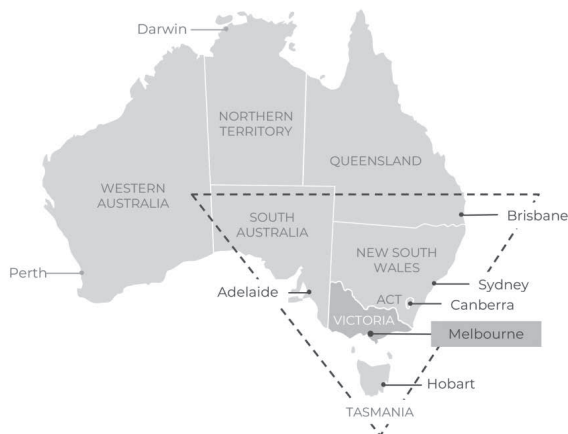 Darwin
NORTHERN
TERRITORY
QUEENSLAND
WESTERN
AUSTRALIA
SOUTH
AUSTRALIA
Brisbane
NEW SOUTH
WALES
Perth
Adelaide
Sydney
ACT
Canberra
VICTORIA
Melbourne
Hobart
TASMANIA